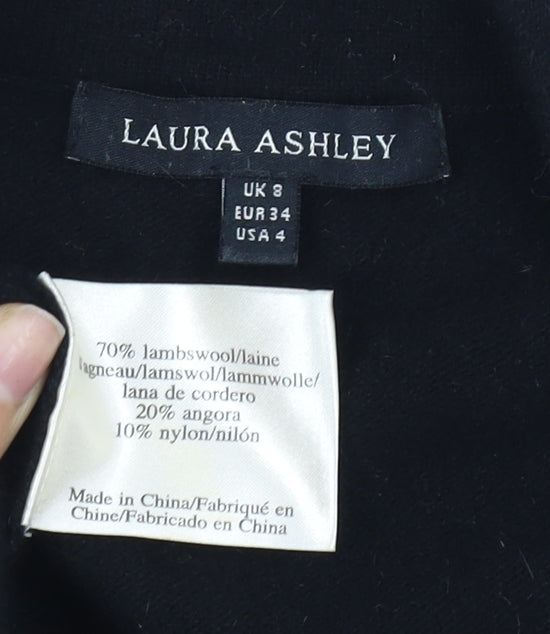 LAURA ASHLEY
UK 8
EUR 34
USA 4
70% lambswool/laine
agneau/lamswol/lammwolle/
lana de cordero
20% angora
10% nylon/nilón
Made in China/Fabriqué en
Chine/Fabricado en China